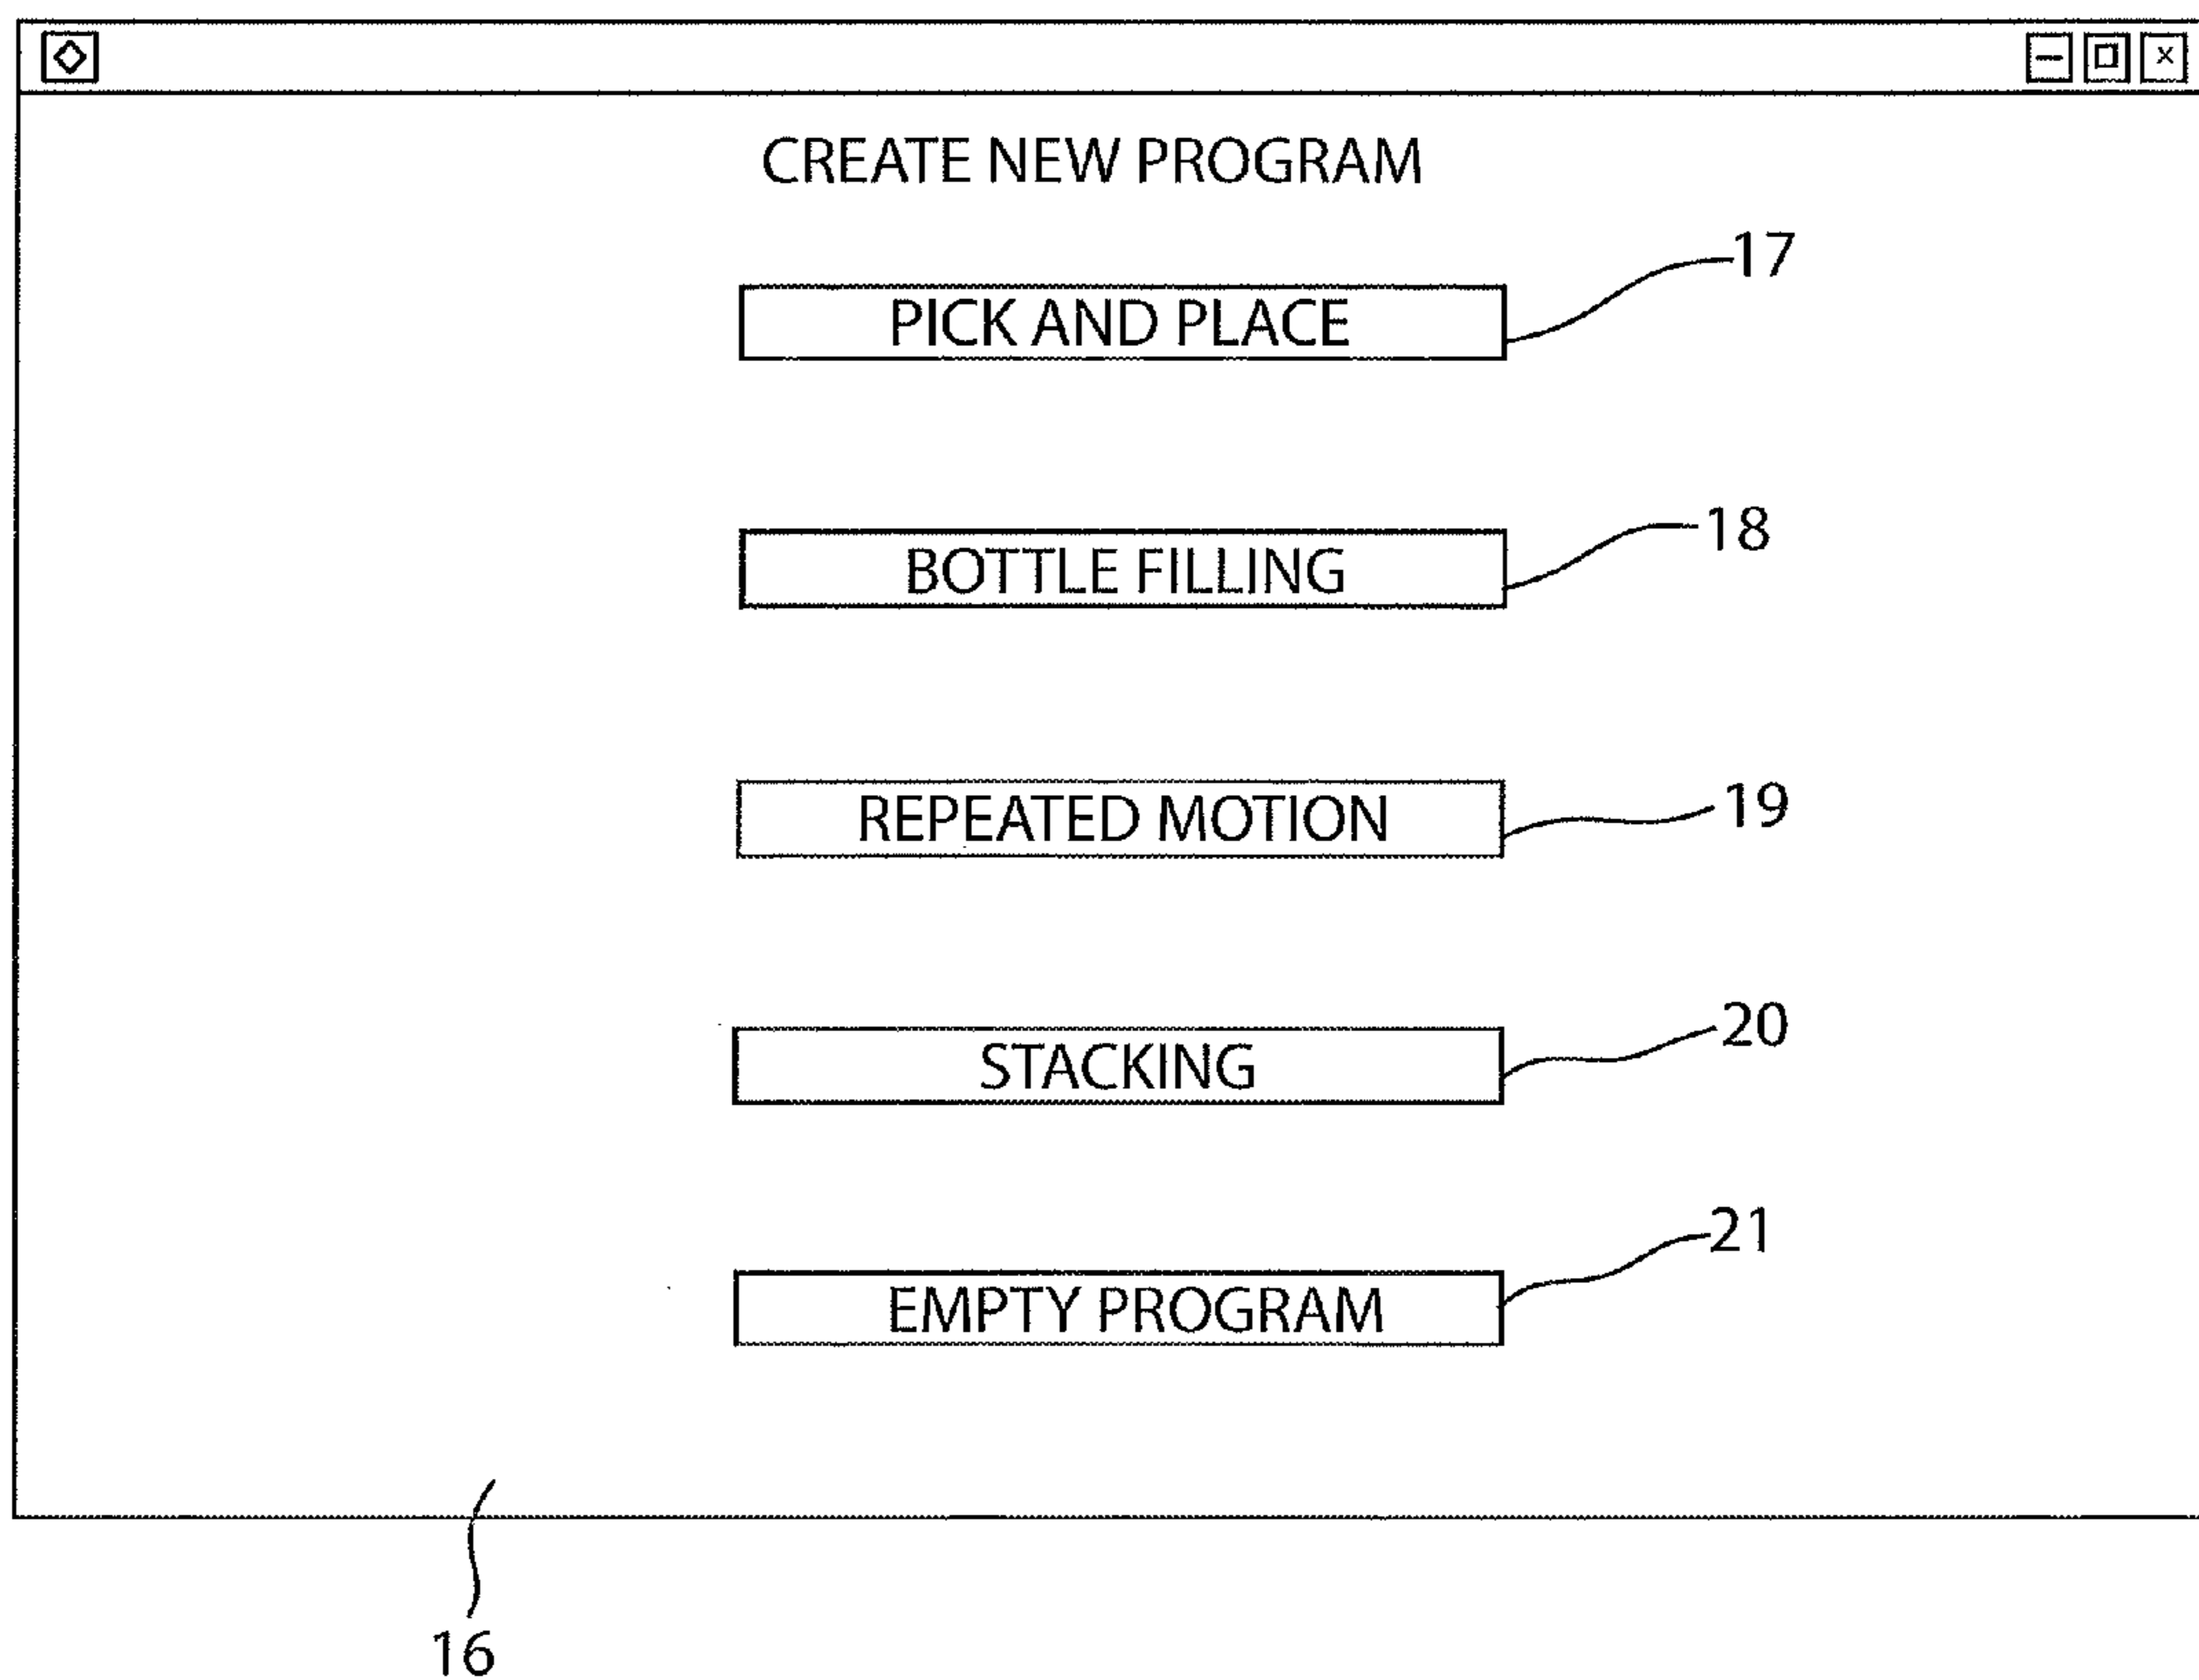 CREATE NEW PROGRAM
17
PICK AND PLACE
18
BOTTLE FILLING
19
REPEATED MOTION
20
STACKING
21
EMPTY PROGRAM
16